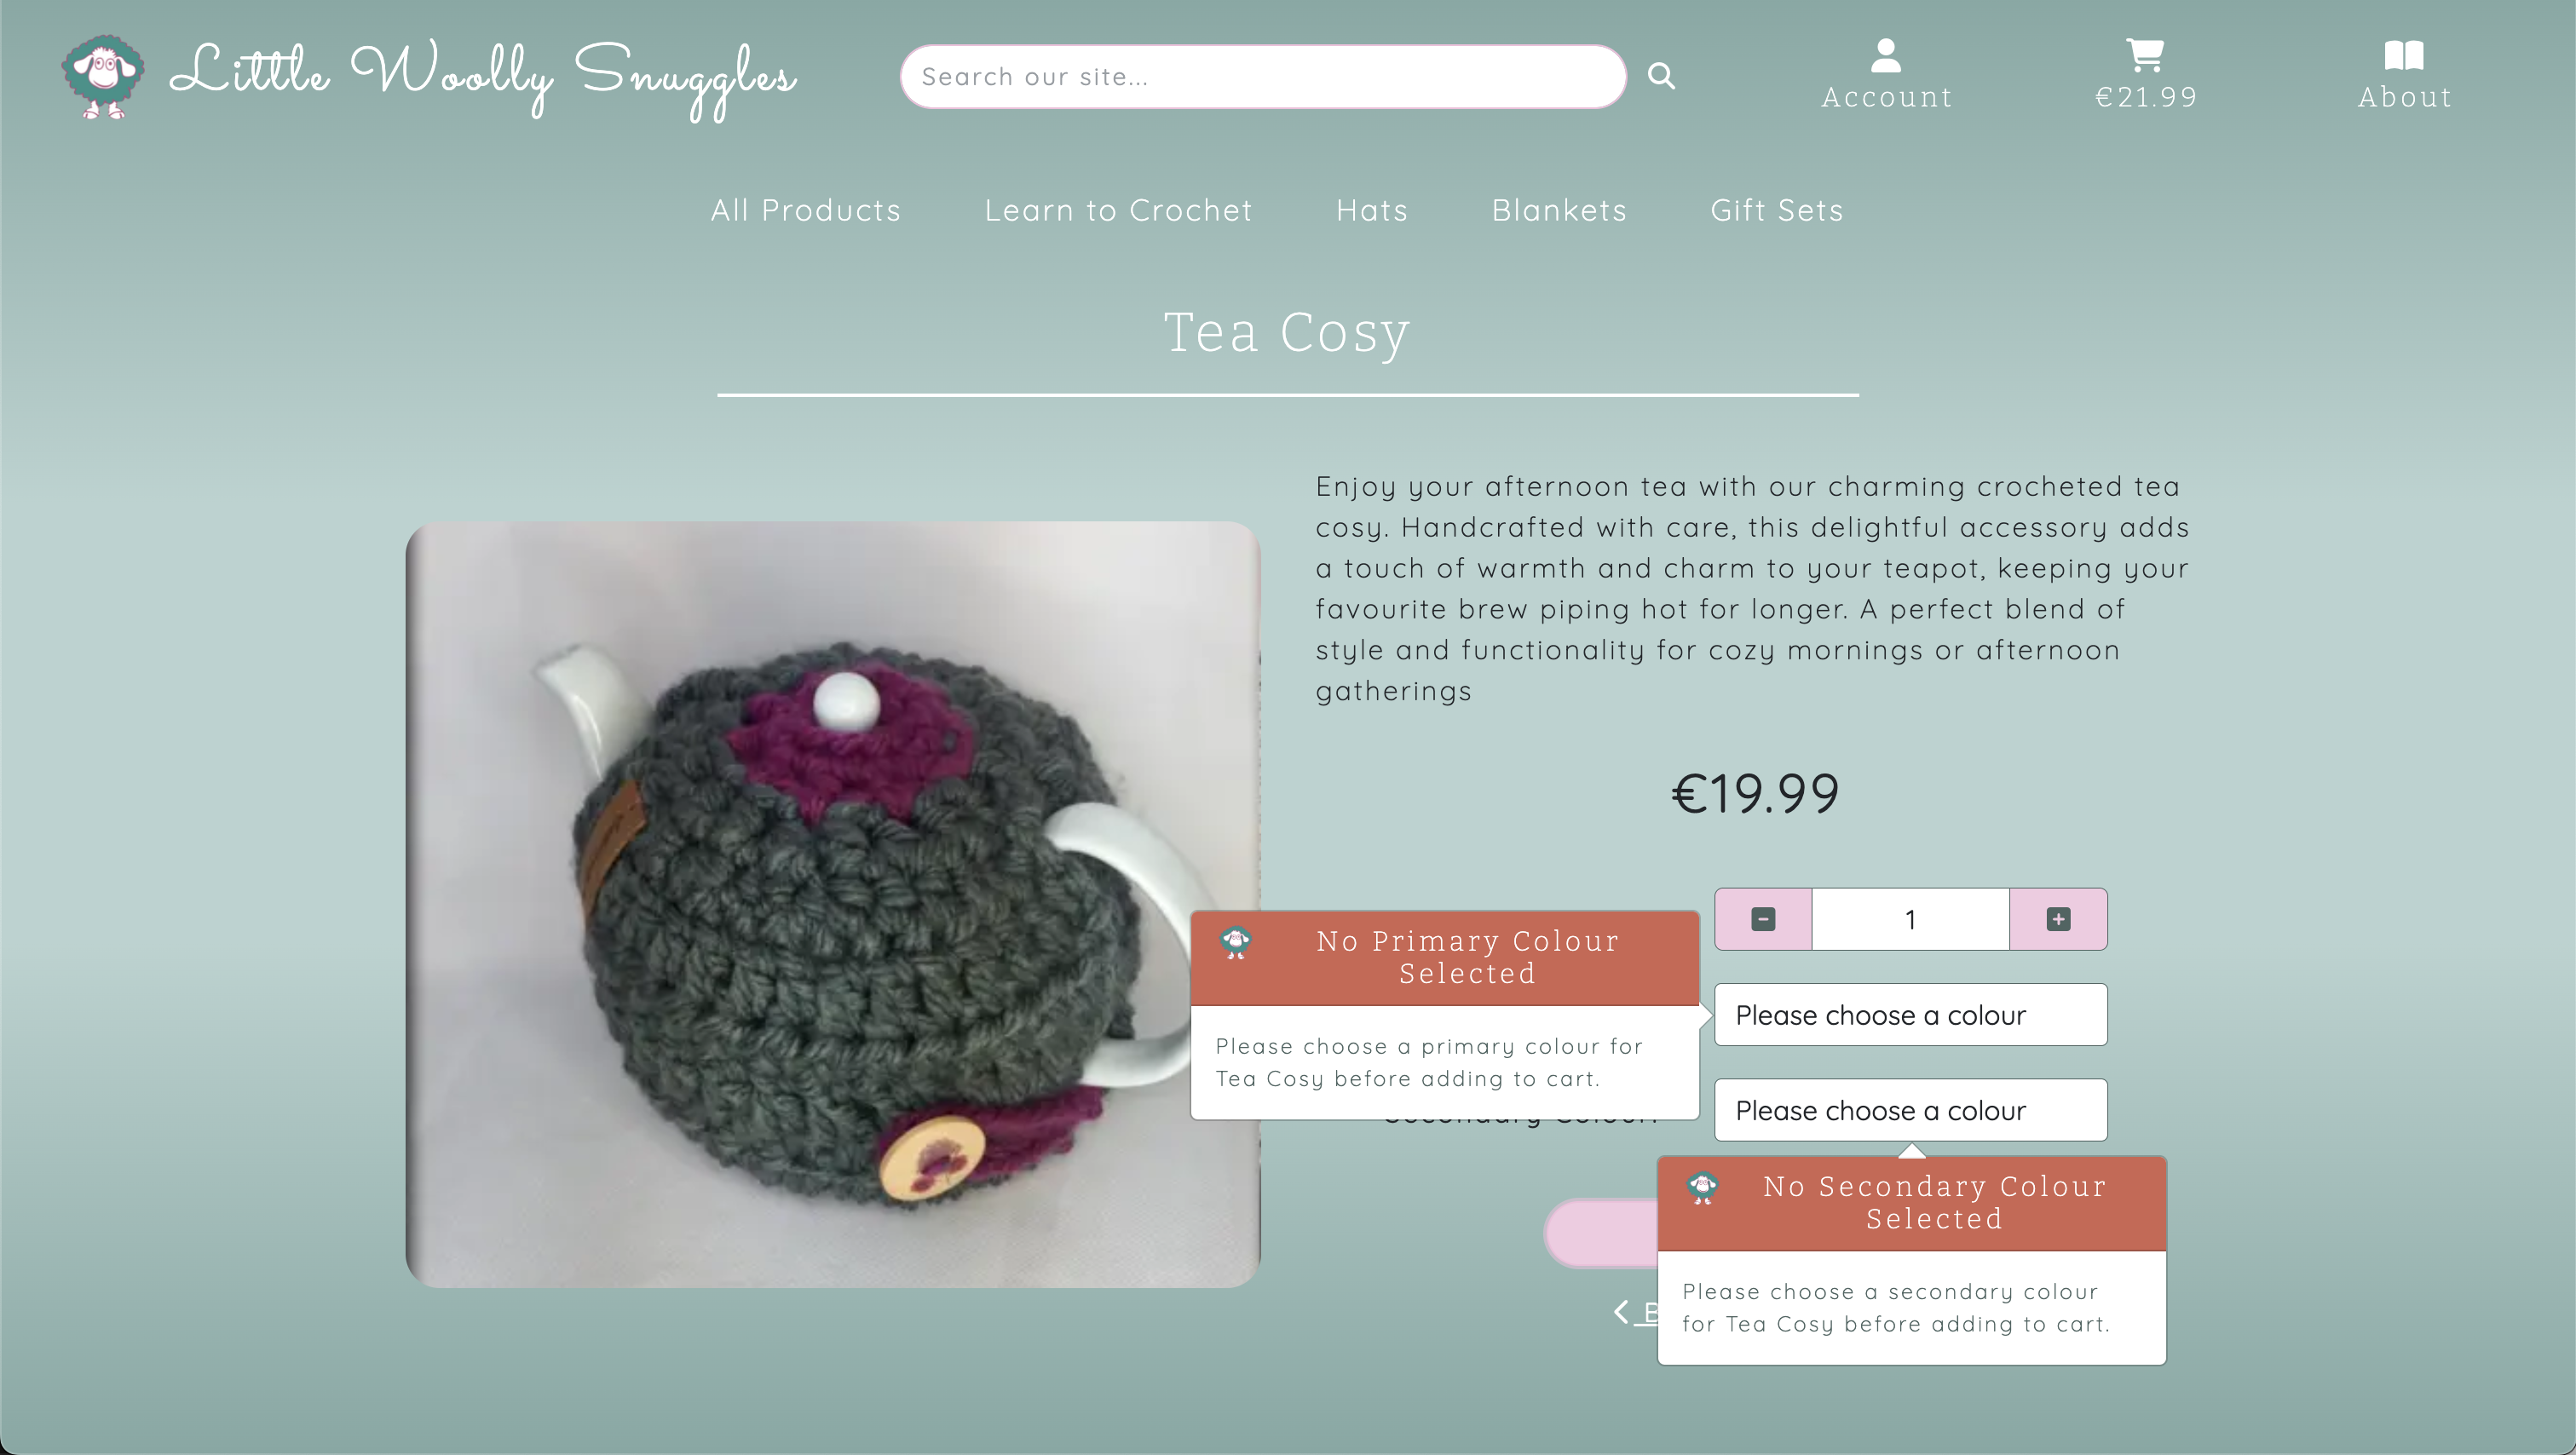 Little Woolly Snuggles
Search our site...
Account
€21.99
About
All Products
Learn to Crochet
Hats
Blankets
Gift Sets
Tea Cosy
Enjoy your afternoon tea with our charming crocheted tea
cosy. Handcrafted with care, this delightful accessory adds
a touch of warmth and charm to your teapot, keeping your
favourite brew piping hot for longer. A perfect blend of
style and functionality for cozy mornings or afternoon
gatherings
€19.99
1
No Primary Colour
Selected
Please choose a primary colour for
Tea Cosy before adding to cart.
Please choose a colour
Secondary Colour:
Please choose a colour
No Secondary Colour
Selected
Please choose a secondary colour
for Tea Cosy before adding to cart.